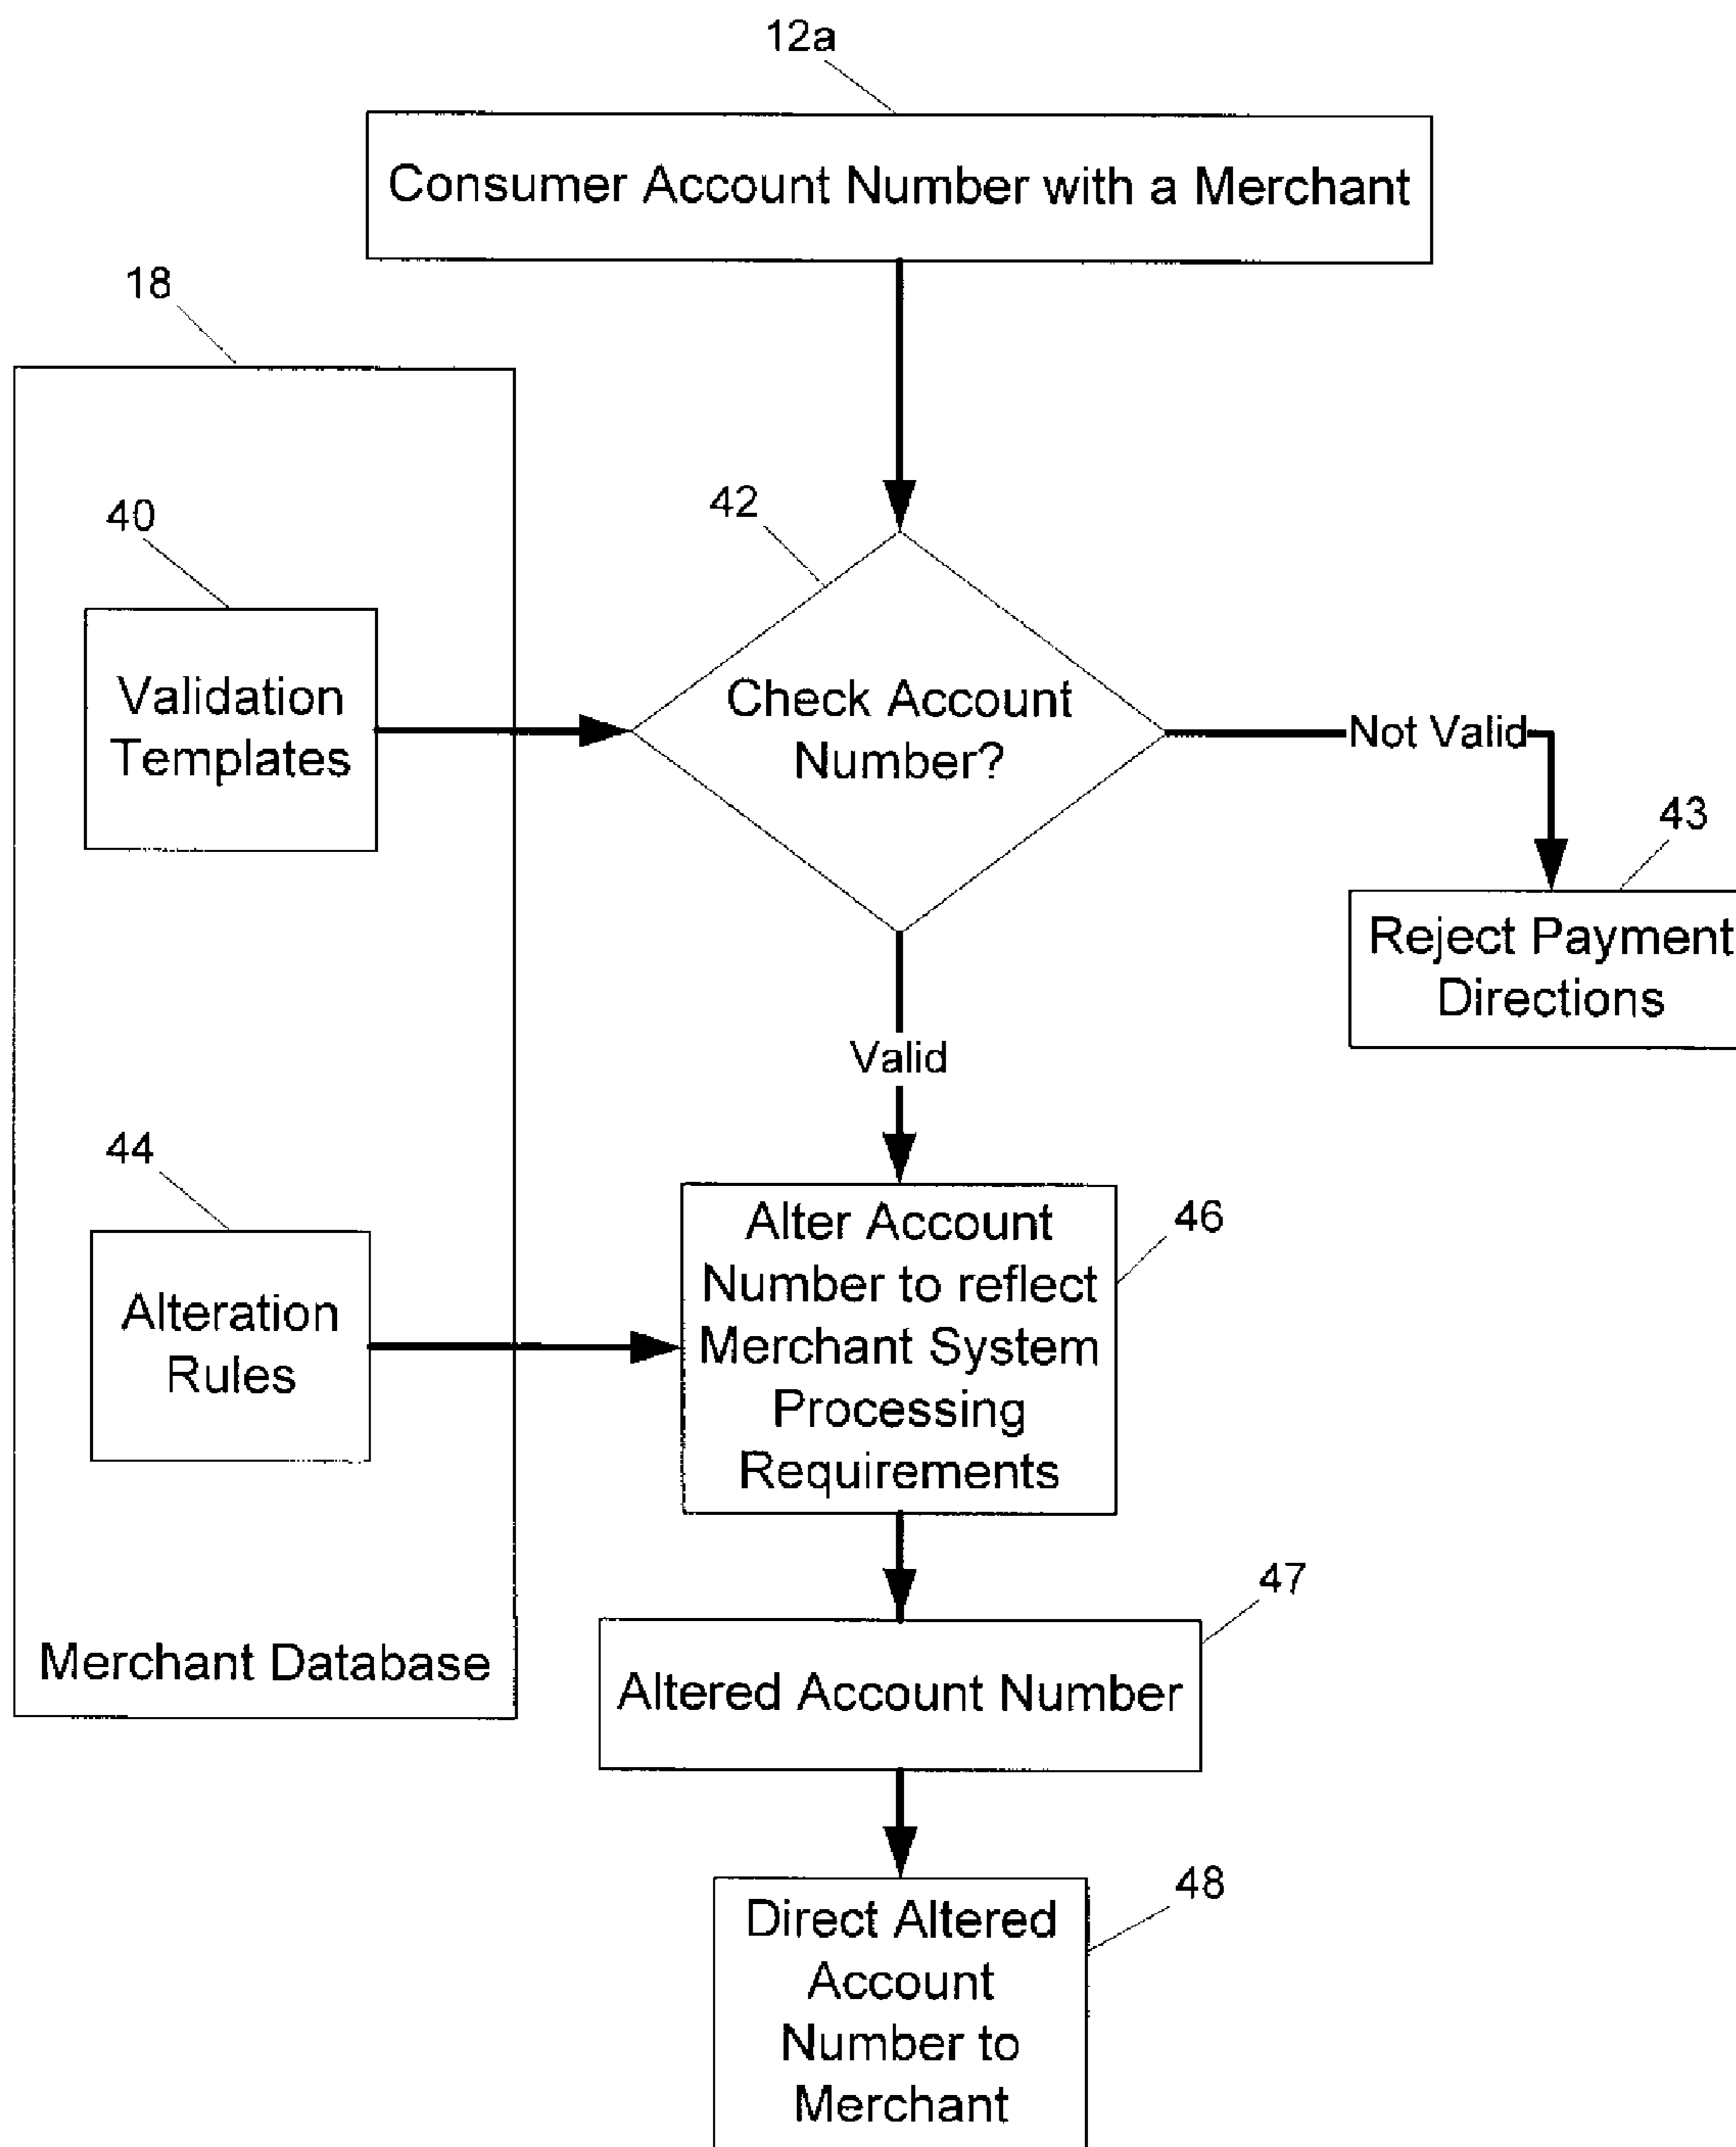 12a
Consumer Account Number with a Merchant
18
40
Validation
Templates
42
Check Account
Number?
Not Valid
43
Reject Payment
Directions
Valid
44
Alteration
Rules
46
Alter Account
Number to reflect
Merchant System
Processing
Requirements
Merchant Database
47
Altered Account Number
48
Direct Altered
Account
Number to
Merchant